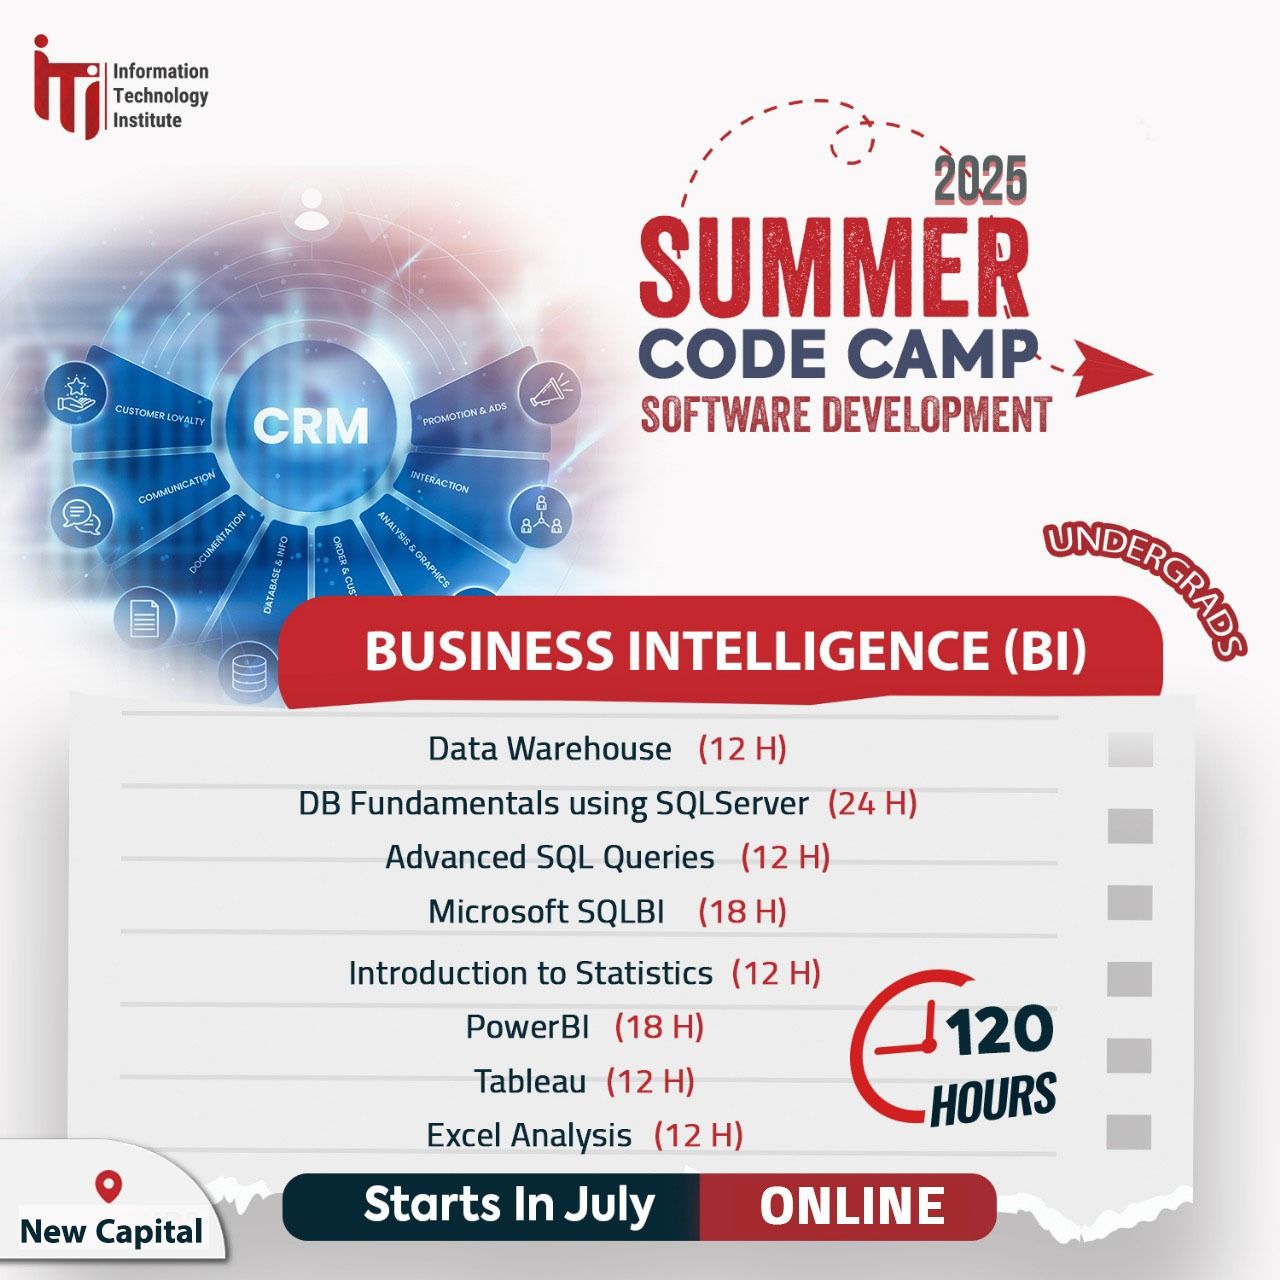 Information
Technology
Institute
2025
SUMMER
CODE CAMP
SOFTWARE DEVELOPMENT
CRM
CUSTOMER LOYALTY
COMMUNICATION
DOCUMENTATION
DATABASE & INFO
ORDER &
ANALYSIS & GRAPHICS
INTERACTION
PROMOTION & ADS
UNDERGRADS
BUSINESS INTELLIGENCE (BI)
Data Warehouse (12 H)
DB Fundamentals using SQLServer (24 H)
Advanced SQL Queries (12 H)
Microsoft SQLBI (18 H)
Introduction to Statistics (12 H)
PowerBI (18 H)
Tableau (12 H)
Excel Analysis (12 H)
120
HOURS
New Capital
Starts In July ONLINE